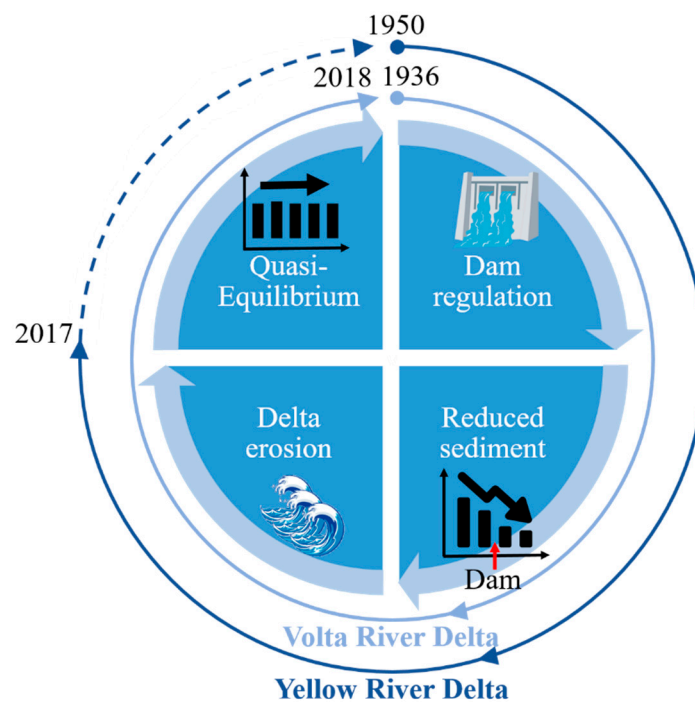 1950
2018 1936
Quasi-
Equilibrium
Dam
regulation
2017
Delta
erosion
Reduced
sediment
Dam
Volta River Delta
Yellow River Delta